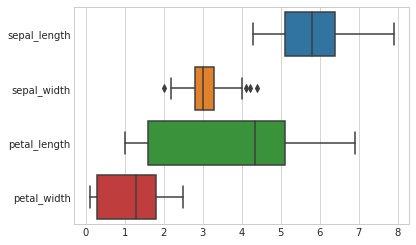 sepal_length
sepal_width
petal_length
petal_width
0 1 2 3 4 5 6 7 8